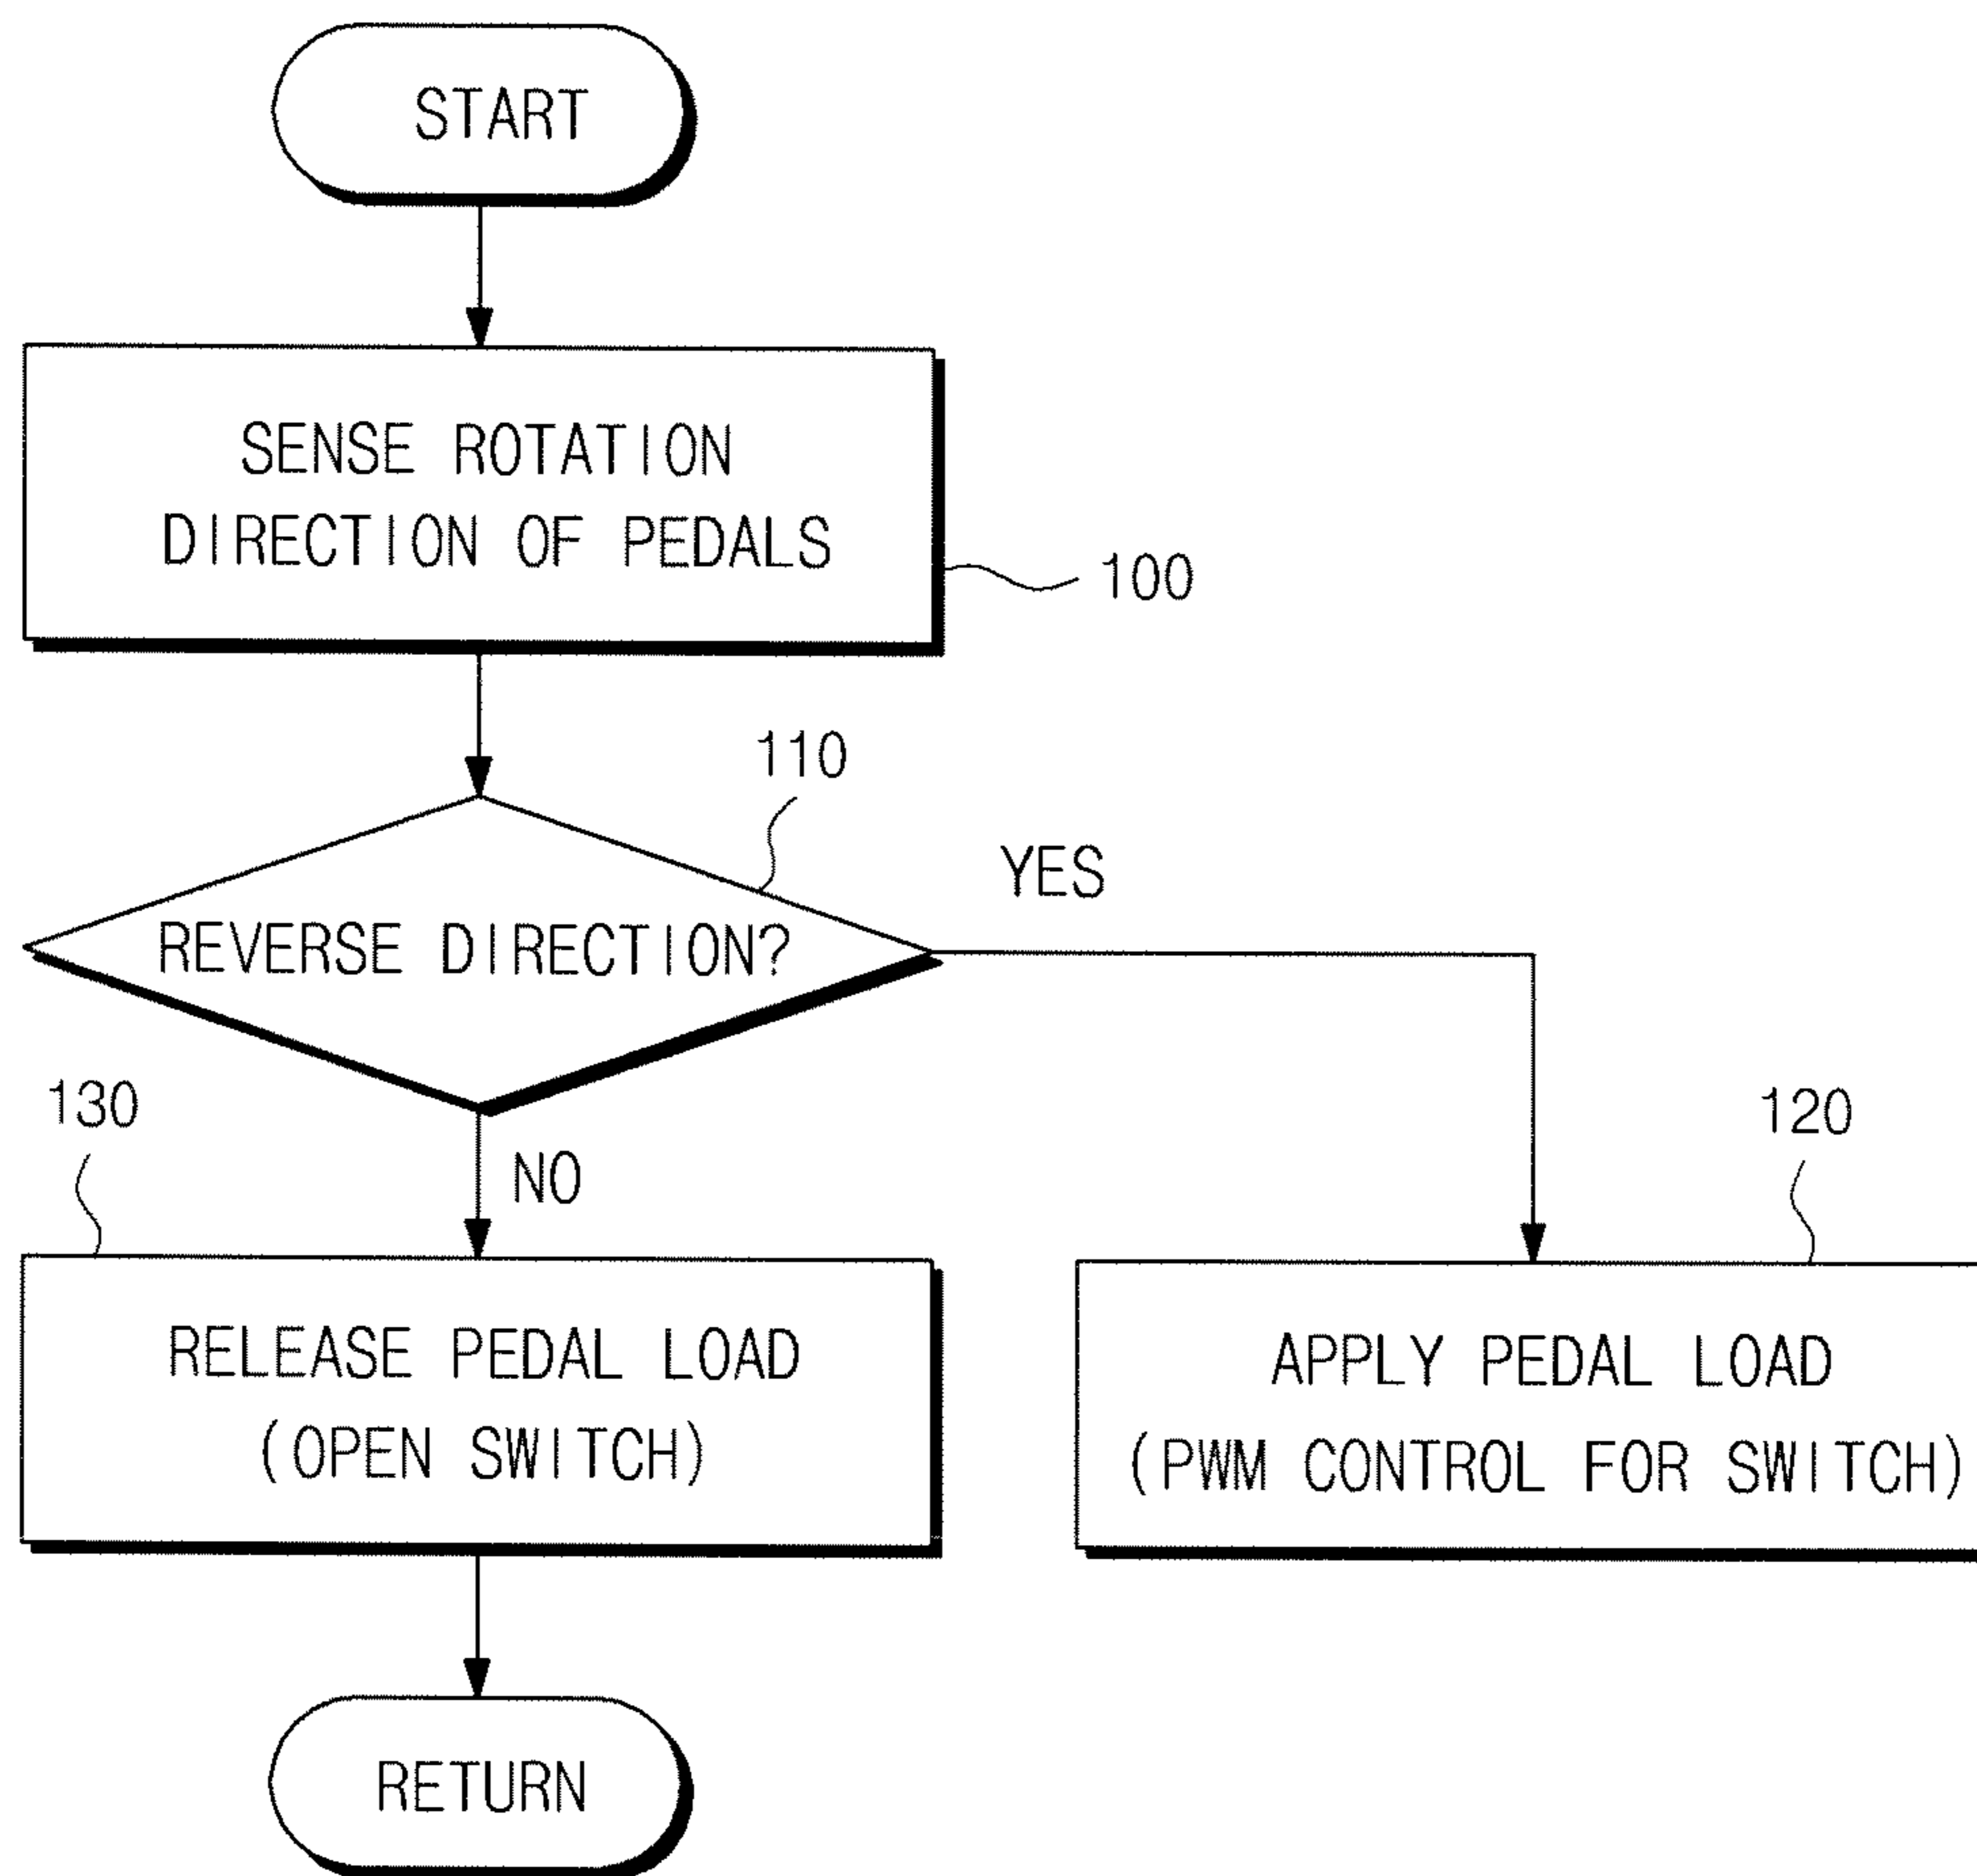 START
SENSE ROTATION
DIRECTION OF PEDALS
100
110
YES
REVERSE DIRECTION?
130
NO
120
RELEASE PEDAL LOAD
(OPEN SWITCH)
APPLY PEDAL LOAD
(PWM CONTROL FOR SWITCH)
RETURN